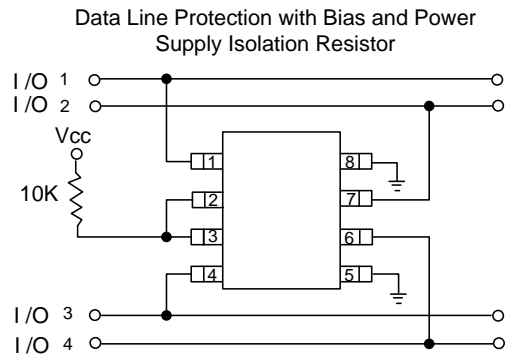 Data Line Protection with Bias and Power
Supply Isolation Resistor
I/O 1
I/O 2
Vcc
10K
1
2
3
4
8
7
6
5
I/O 3
I/O 4